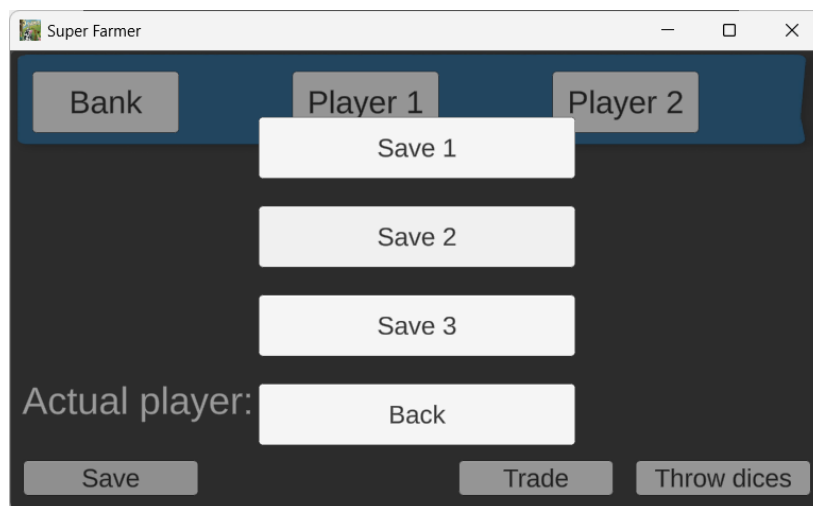 Super Farmer
Bank
Player 1
Player 2
Save 1
Save 2
Save 3
Actual player:
Back
Save
Trade
Throw dices